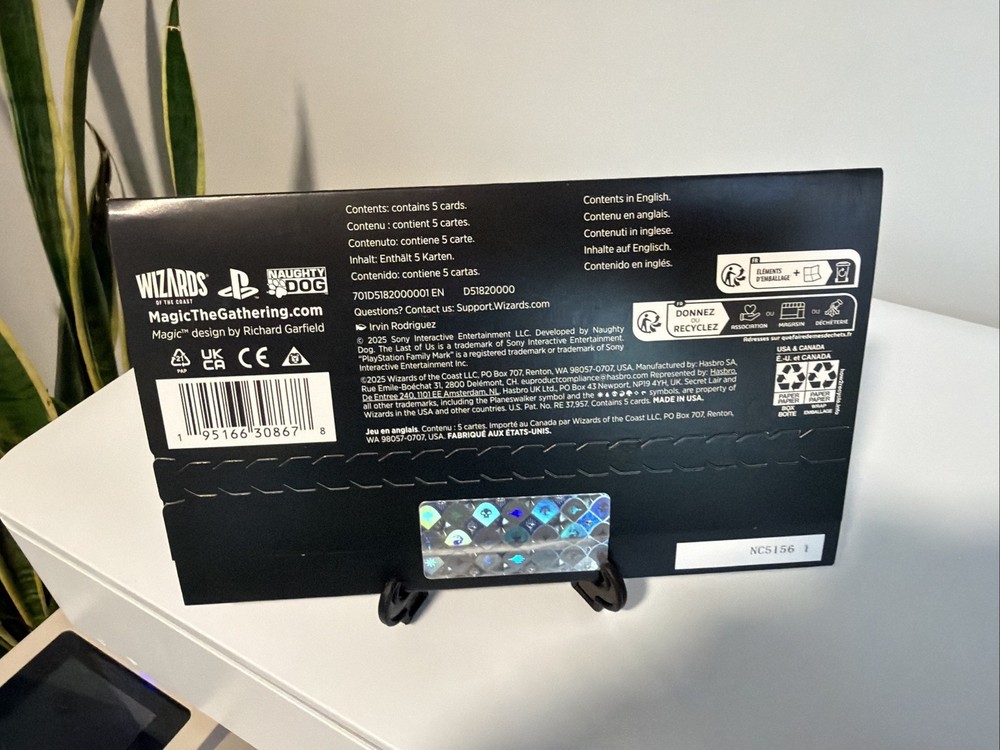 Contents: contains 5 cards.
Contenu : contient 5 cartes.
Contenuto: contiene 5 carte.
Inhalt: Enthält 5 Karten.
Contenido: contiene 5 cartas.
Contents in English.
Contenu en anglais.
Contenuti in inglese.
Inhalte auf Englisch.
Contenido en inglés.
WIZARDS
OF THE COAST
NAUGHTY
DOG
MagicTheGathering.com
Magic™ design by Richard Garfield
PAP
UK
CA
CE
1 95166 30867 8
701D5182000001 EN D51820000
Questions? Contact us: Support.Wizards.com
Irvin Rodriguez
© 2025 Sony Interactive Entertainment LLC. Developed by Naughty
Dog. The Last of Us is a trademark of Sony Interactive Entertainment.
"PlayStation Family Mark" is a registered trademark or trademark of Sony
Interactive Entertainment Inc.
©2025 Wizards of the Coast LLC, PO Box 707, Renton, WA 98057-0707, USA. Manufactured by: Hasbro SA,
Rue Emile-Boéchat 31, 2800 Delémont, CH. euproductcompliance@hasbro.com Represented by: Hasbro,
De Entree 240, 1101 EE Amsterdam, NL. Hasbro UK Ltd., PO Box 43 Newport, NP19 4YH, UK. Secret Lair and
all other trademarks, including the Planeswalker symbol and the symbols, are property of
Wizards in the USA and other countries. U.S. Pat. No. RE 37,957. Contains 5 cards. MADE IN USA.
Jeu en anglais. Contenu : 5 cartes. Importé au Canada par Wizards of the Coast LLC, PO Box 707, Renton,
WA 98057-0707, USA. FABRIQUÉ AUX ÉTATS-UNIS.
FR
ÉLÉMENTS
D'EMBALLAGE +
FR
DONNEZ
OU
RECYCLEZ
ASSOCIATION
OU
MAGASIN
OU
DÉCHÈTERIE
Adresses sur quefairedemesdechets.fr
USA & CANADA
É.-U. et CANADA
PAPER
PAPIER
BOX
BOÎTE
PAPER
PAPIER
WRAP
EMBALLAGE
how2recycle.info
NC5156 1